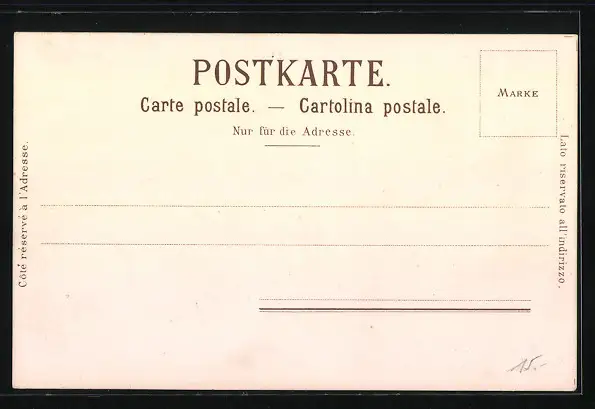 POSTKARTE.
Carte postale. — Cartolina postale.
Nur für die Adresse.
MARKE
Côté réservé à l'Adresse.
Lato riservato all'indirizzo.
15.-